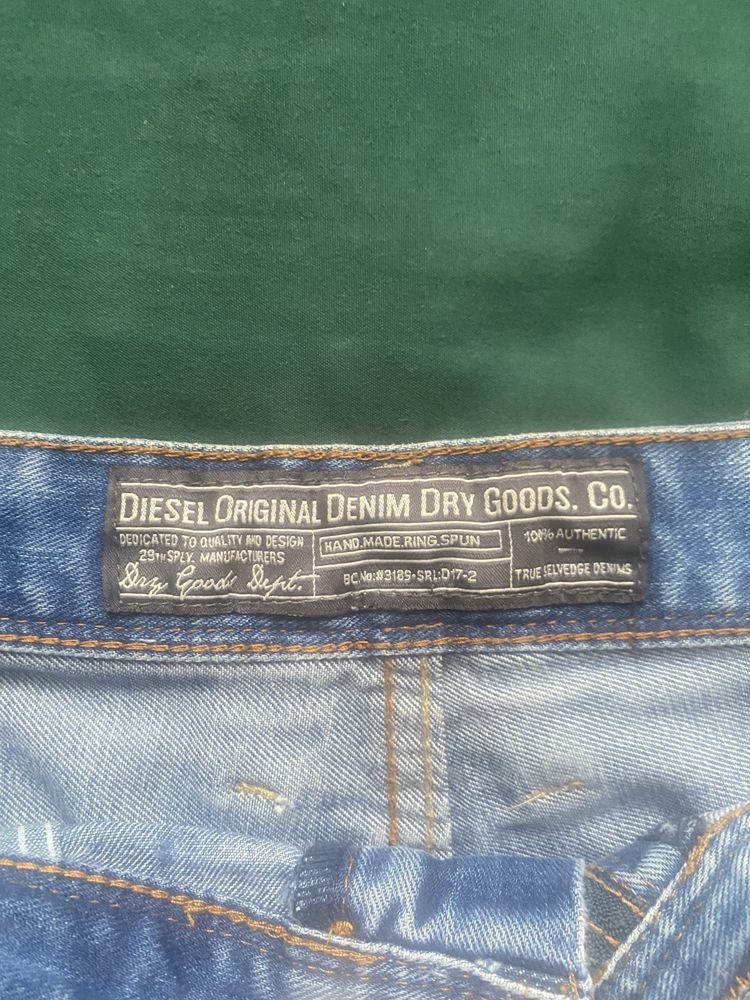 DIESEL ORIGINAL DENIM DRY GOODS. CO.
DEDICATED TO QUALITY AND DESIGN
29TH SPLY. MANUFACTURERS
Dry Goods Dept.
HAND.MADE.RING.SPUN
BC.No:#3189-SRL:D17-2
100% AUTHENTIC
TRUE SELVEDGE DENIMS